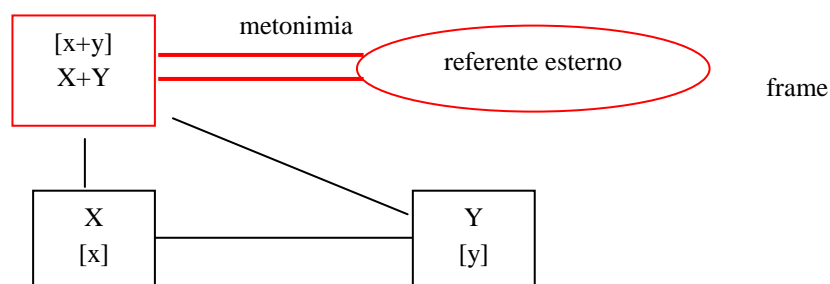 metonimia
[x+y]
X+Y
referente esterno
frame
X
[x]
Y
[y]